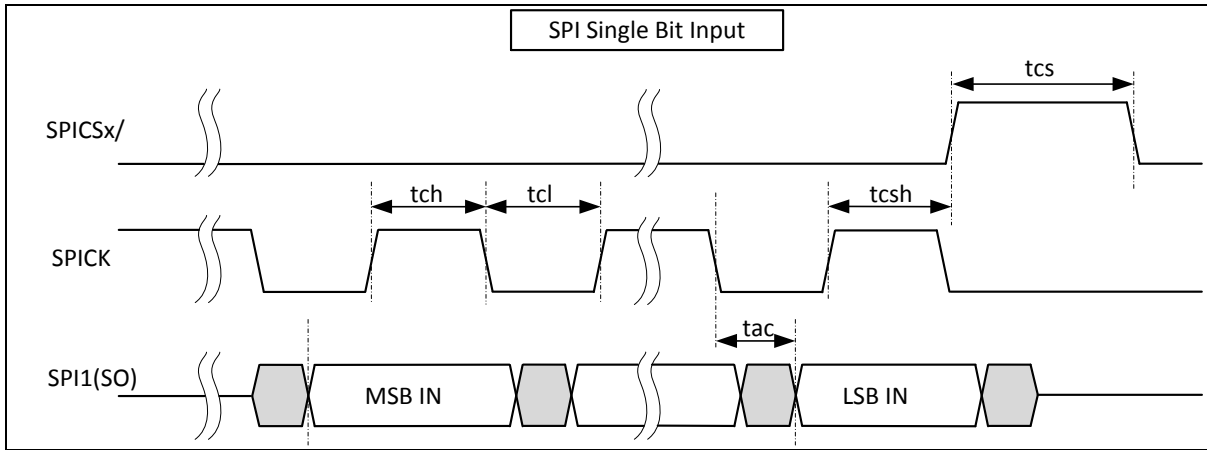 SPI Single Bit Input
tcs
SPICSx/
tch
tcl
tcsh
SPICK
tac
SPI1(SO)
MSB IN
LSB IN